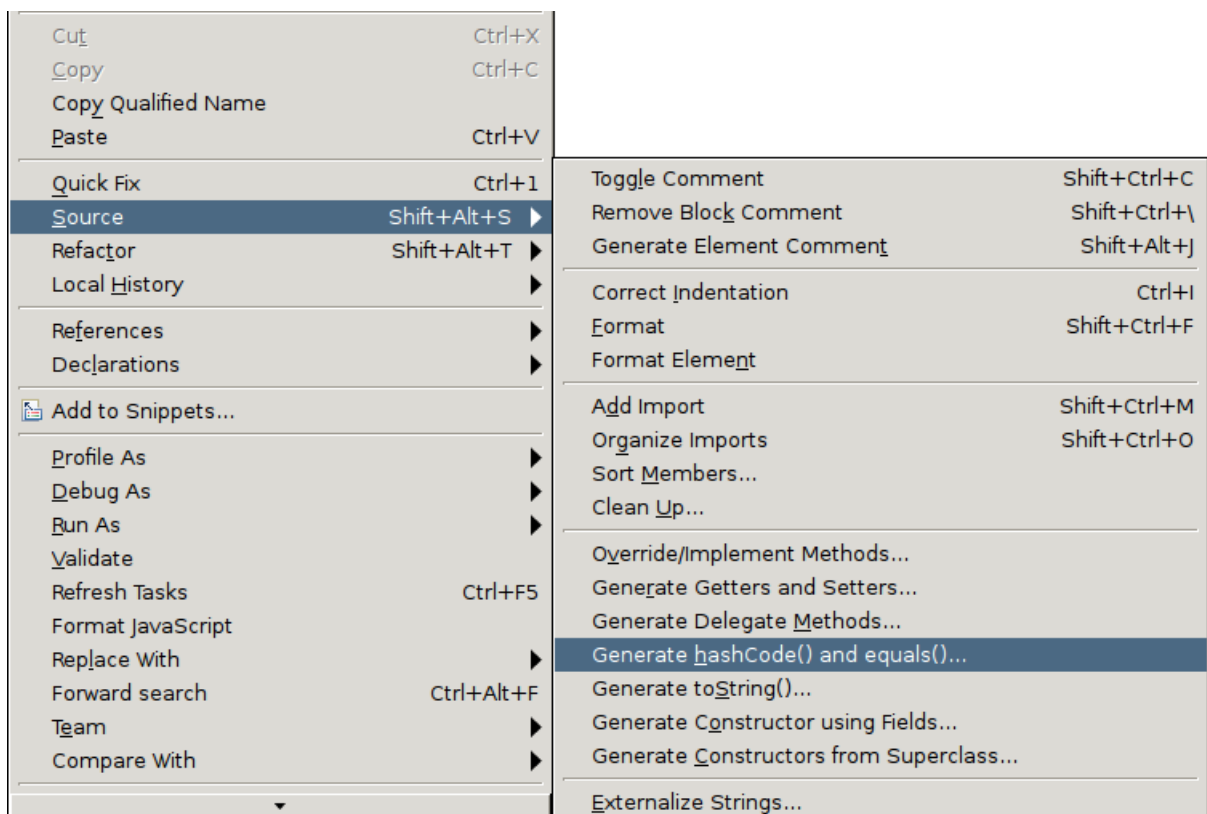 Cut Ctrl+X
Copy Ctrl+C
Copy Qualified Name
Paste Ctrl+V
Quick Fix Ctrl+1
Source Shift+Alt+S
Refactor Shift+Alt+T
Local History
References
Declarations
Add to Snippets...
Profile As
Debug As
Run As
Validate
Refresh Tasks Ctrl+F5
Format JavaScript
Replace With
Forward search Ctrl+Alt+F
Team
Compare With
Toggle Comment Shift+Ctrl+C
Remove Block Comment Shift+Ctrl+\
Generate Element Comment Shift+Alt+J
Correct Indentation Ctrl+I
Format Shift+Ctrl+F
Format Element
Add Import Shift+Ctrl+M
Organize Imports Shift+Ctrl+O
Sort Members...
Clean Up...
Override/Implement Methods...
Generate Getters and Setters...
Generate Delegate Methods...
Generate hashCode() and equals()...
Generate toString()...
Generate Constructor using Fields...
Generate Constructors from Superclass...
Externalize Strings...